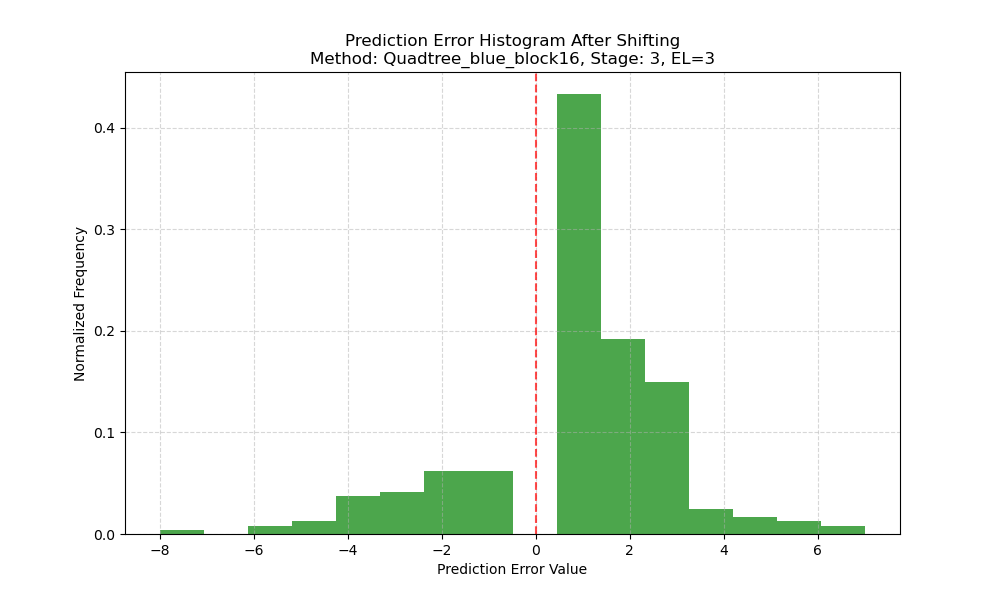 Prediction Error Histogram After Shifting
Method: Quadtree_blue_block16, Stage: 3, EL=3
Normalized Frequency
0.4
0.3
0.2
0.1
0.0
−8 −6 −4 −2 0 2 4 6
Prediction Error Value